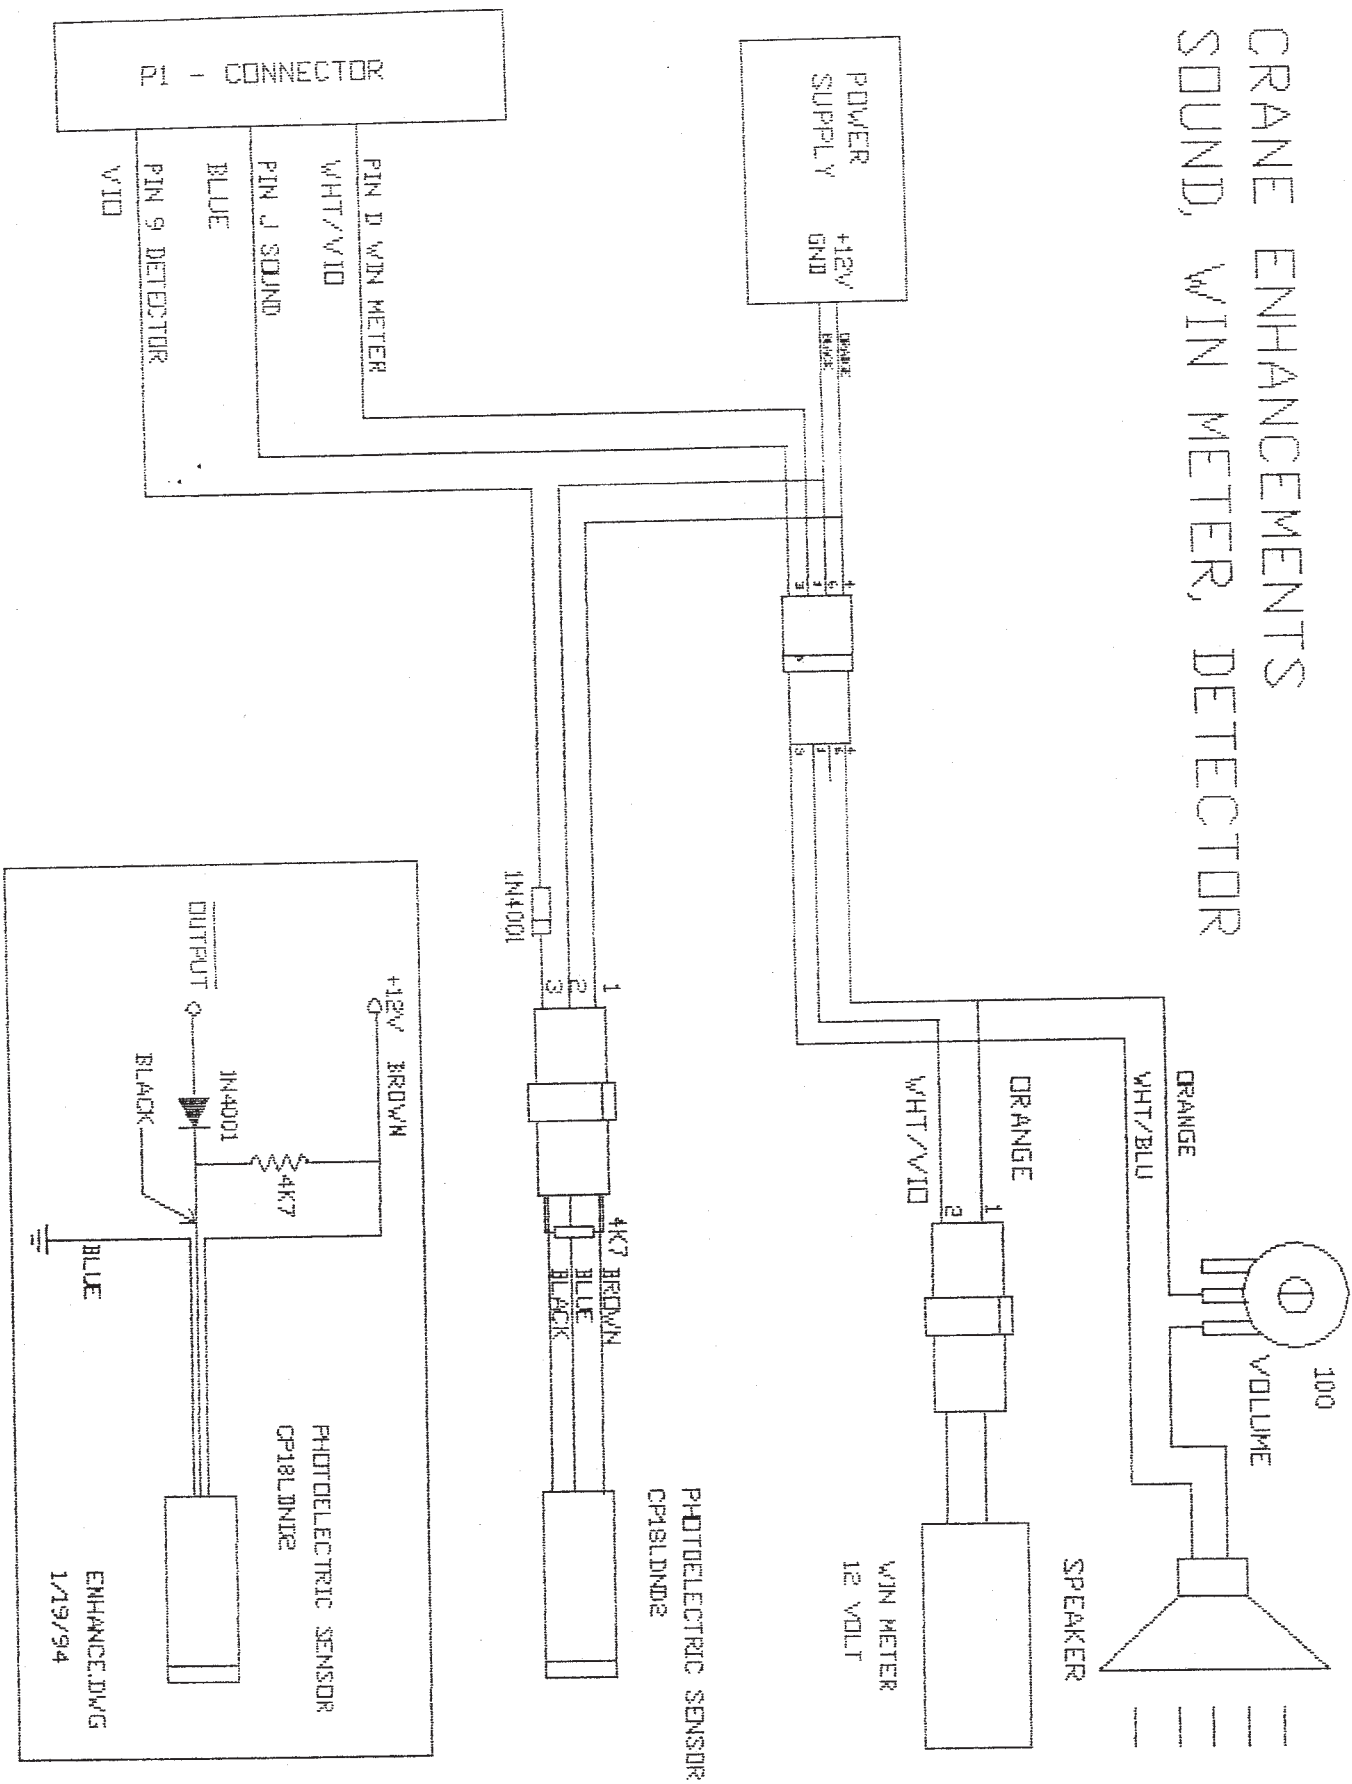 CRANE ENHANCEMENTS
SOUND, WIN METER, DETECTOR
POWER
SUPPLY
+12V
GND
ORANGE
BLACK
P1 - CONNECTOR
PIN D WIN METER
WHT/VIO
PIN J SOUND
BLUE
PIN 9 DETECTOR
VIO
100
VOLUME
ORANGE
WHT/BLU
SPEAKER
ORANGE
WHT/VIO
1
2
WIN METER
12 VOLT
1
2
3
1N4001
4K7
BROWN
BLUE
BLACK
PHOTOELECTRIC SENSOR
CP18LDND2
+12V
BROWN
OUTPUT
1N4001
BLACK
4K7
BLUE
PHOTOELECTRIC SENSOR
CP18LDND2
ENHANCE.DWG
1/19/94